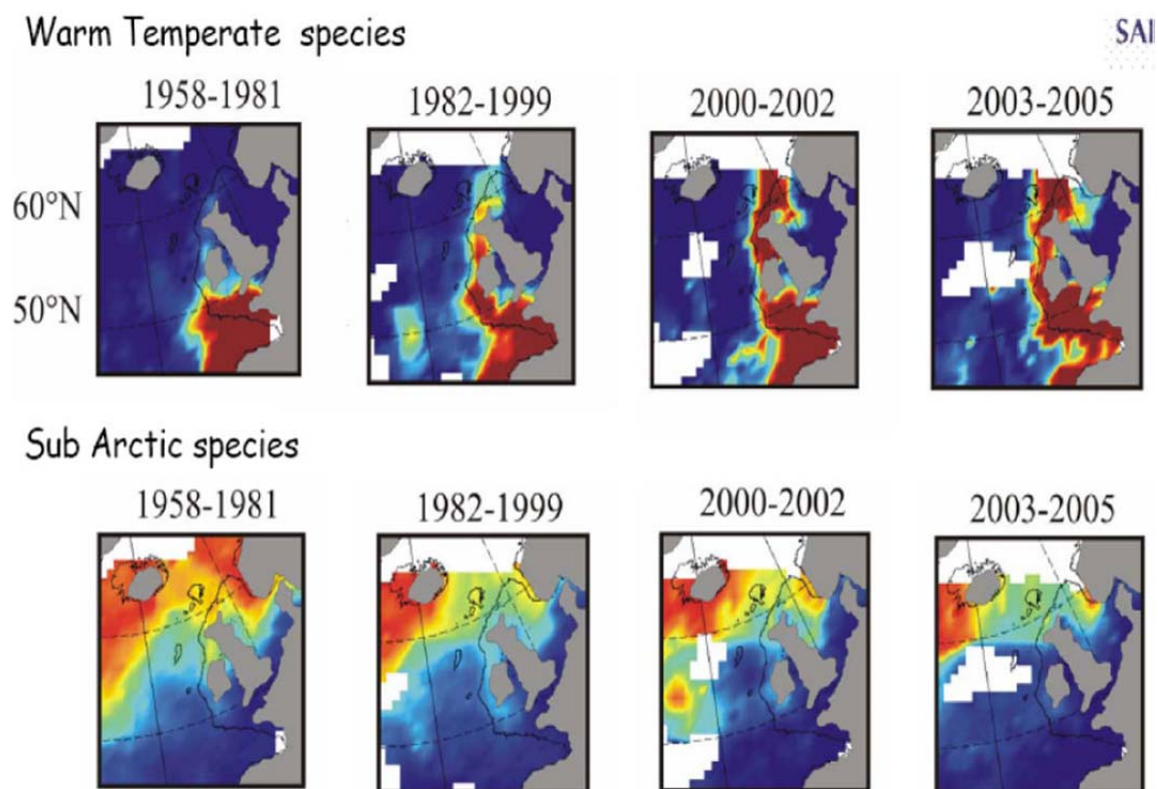 Warm Temperate species
SAI
1958-1981
1982-1999
2000-2002
2003-2005
60°N
50°N
Sub Arctic species
1958-1981
1982-1999
2000-2002
2003-2005